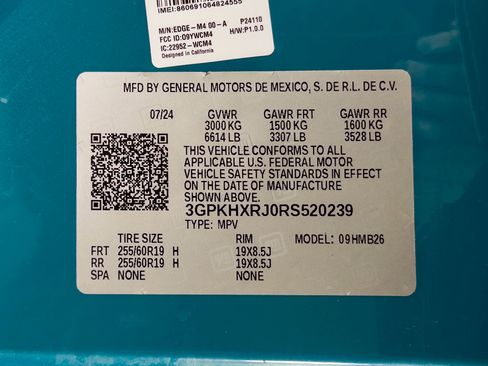 IMEI:860691064824555
M/N:EDGE-M4 00-A P24110
FCC ID:O9YWCM4 H/W:P1.0.0
IC:22952-WCM4
Designed in California
MFD BY GENERAL MOTORS DE MEXICO, S. DE R.L. DE C.V.
07/24 GVWR GAWR FRT GAWR RR
3000 KG 1500 KG 1600 KG
6614 LB 3307 LB 3528 LB
THIS VEHICLE CONFORMS TO ALL
APPLICABLE U.S. FEDERAL MOTOR
VEHICLE SAFETY STANDARDS IN EFFECT
ON THE DATE OF MANUFACTURE
SHOWN ABOVE.
3GPKHXRJ0RS520239
TYPE: MPV
TIRE SIZE RIM MODEL: 09HMB26
FRT 255/60R19 H 19X8.5J
RR 255/60R19 H 19X8.5J
SPA NONE NONE